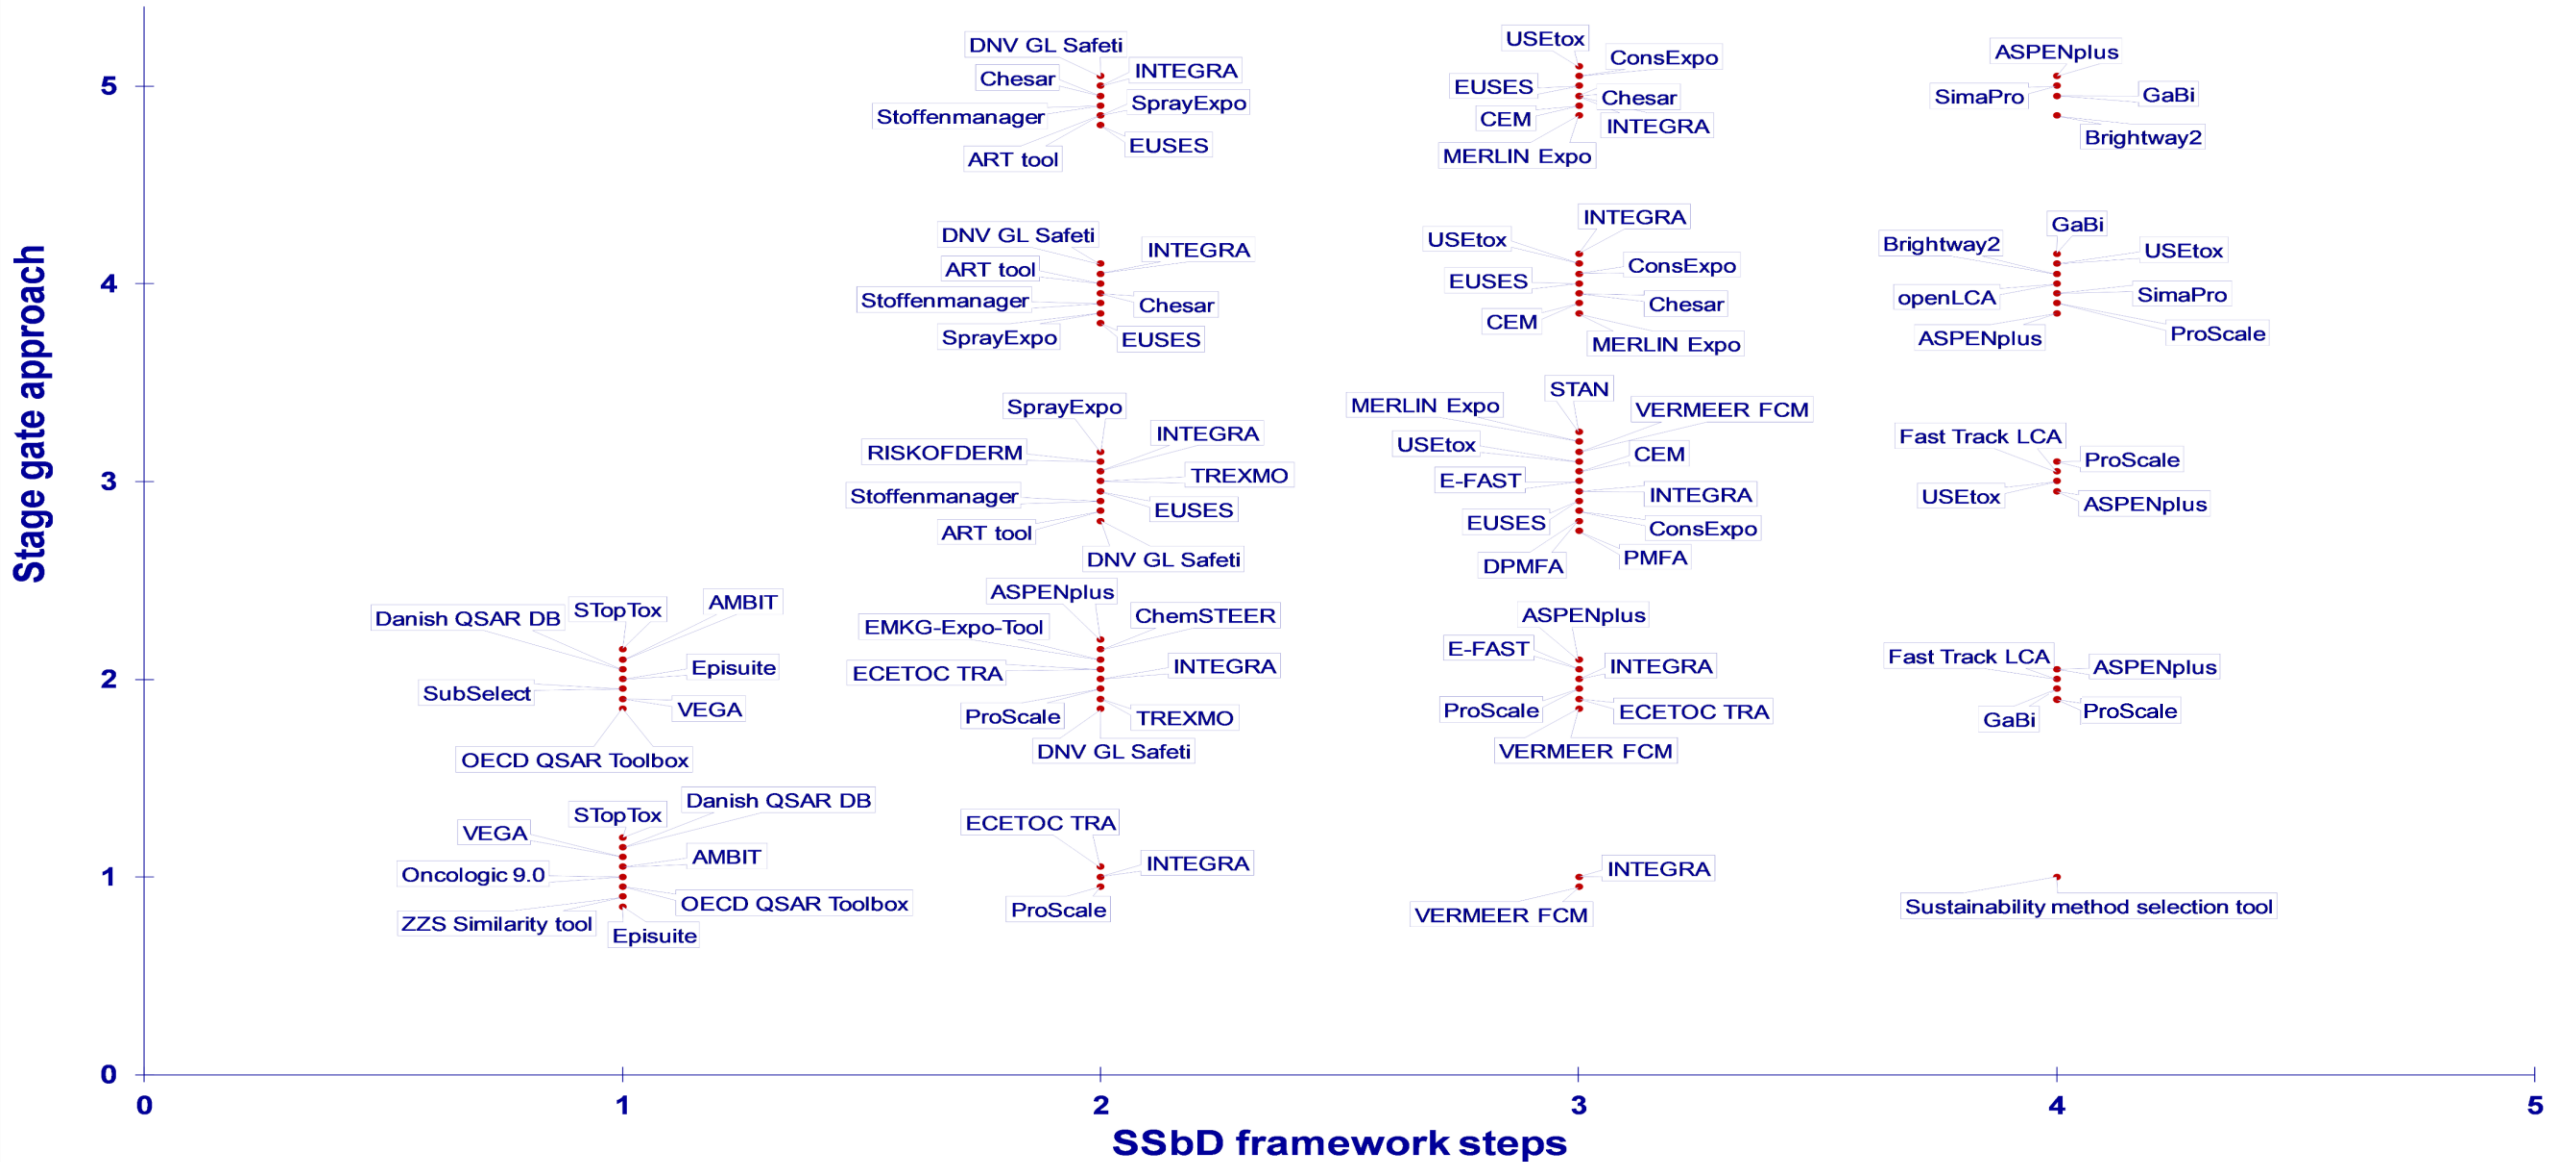 Stage gate approach
5
DNV GL Safeti
INTEGRA
Chesar
SprayExpo
Stoffenmanager
EUSES
ART tool
USEtox
ConsExpo
EUSES
Chesar
CEM
INTEGRA
MERLIN Expo
ASPENplus
SimaPro
GaBi
Brightway2
4
DNV GL Safeti
INTEGRA
ART tool
Stoffenmanager
Chesar
SprayExpo
EUSES
INTEGRA
USEtox
ConsExpo
EUSES
Chesar
CEM
MERLIN Expo
GaBi
Brightway2
USEtox
openLCA
SimaPro
ASPENplus
ProScale
3
SprayExpo
INTEGRA
RISKOFDERM
TREXMO
Stoffenmanager
EUSES
ART tool
DNV GL Safeti
STAN
MERLIN Expo
VERMEER FCM
USEtox
CEM
E-FAST
INTEGRA
EUSES
ConsExpo
DPMFA
PMFA
Fast Track LCA
ProScale
USEtox
ASPENplus
2
STopTox
AMBIT
Danish QSAR DB
Episuite
SubSelect
VEGA
OECD QSAR Toolbox
ASPENplus
ChemSTEER
EMKG-Expo-Tool
INTEGRA
ECETOC TRA
ProScale
TREXMO
DNV GL Safeti
ASPENplus
E-FAST
INTEGRA
ProScale
ECETOC TRA
VERMEER FCM
Fast Track LCA
ASPENplus
GaBi
ProScale
1
STopTox
Danish QSAR DB
VEGA
AMBIT
Oncologic 9.0
OECD QSAR Toolbox
ZZS Similarity tool
Episuite
ECETOC TRA
INTEGRA
ProScale
INTEGRA
VERMEER FCM
Sustainability method selection tool
0
0 1 2 3 4 5
SSbD framework steps